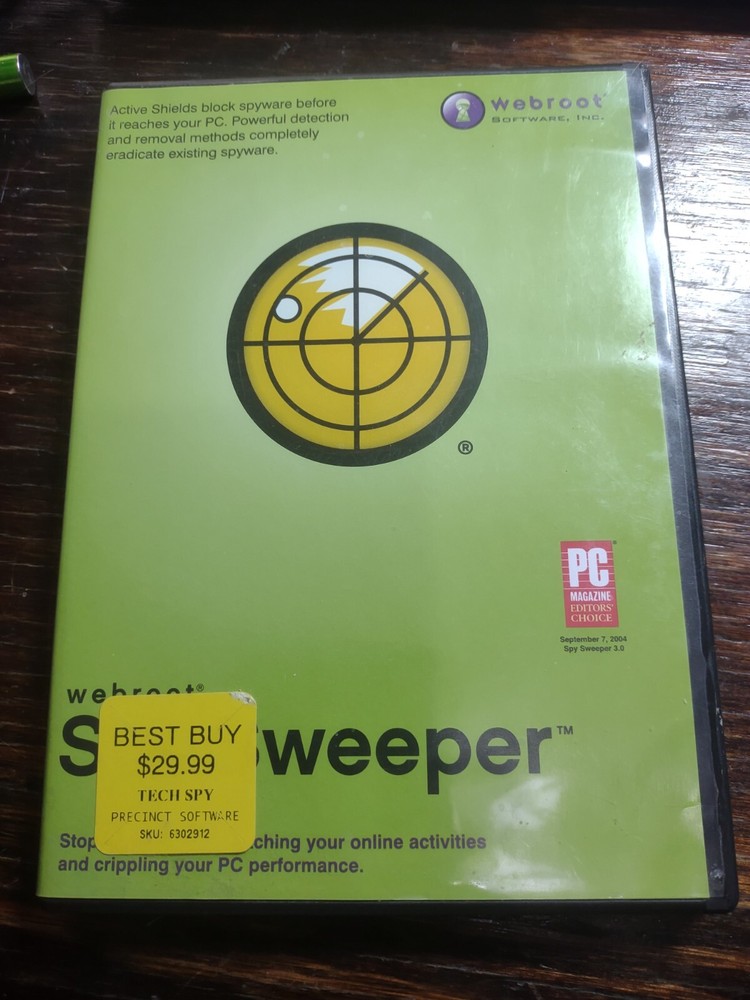 Active Shields block spyware before
it reaches your PC. Powerful detection
and removal methods completely
eradicate existing spyware.
webroot®
SOFTWARE, INC.
®
PC
MAGAZINE
EDITORS'
CHOICE
September 7, 2004
Spy Sweeper 3.0
webroot®
S weeper™
BEST BUY
$29.99
TECH SPY
PRECINCT SOFTWARE
SKU: 6302912
Stop ching your online activities
and crippling your PC performance.